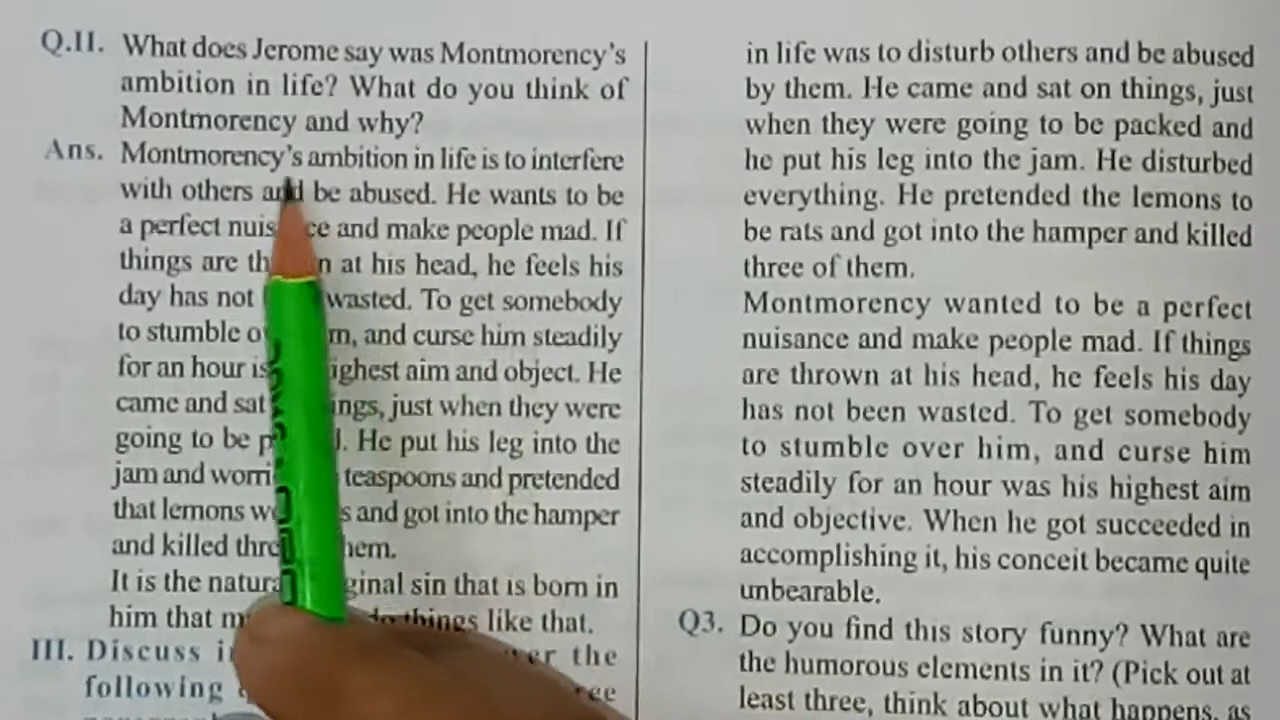 Q.II. What does Jerome say was Montmorency's
ambition in life? What do you think of
Montmorency and why?
Ans. Montmorency's ambition in life is to interfere
with others and be abused. He wants to be
a perfect and make people mad. If
things are at his head, he feels his
day has not wasted. To get somebody
to stumble and curse him steadily
for an hour is aim and object. He
came and sat just when they were
going to be He put his leg into the
jam and teaspoons and pretended
that lemons and got into the hamper
and killed
It is the sin that is born in
him that things like that.
III. Discuss the
following
in life was to disturb others and be abused
by them. He came and sat on things, just
when they were going to be packed and
he put his leg into the jam. He disturbed
everything. He pretended the lemons to
be rats and got into the hamper and killed
three of them.
Montmorency wanted to be a perfect
nuisance and make people mad. If things
are thrown at his head, he feels his day
has not been wasted. To get somebody
to stumble over him, and curse him
steadily for an hour was his highest aim
and objective. When he got succeeded in
accomplishing it, his conceit became quite
unbearable.
Q3. Do you find this story funny? What are
the humorous elements in it? (Pick out at
least three, think about what happens, as